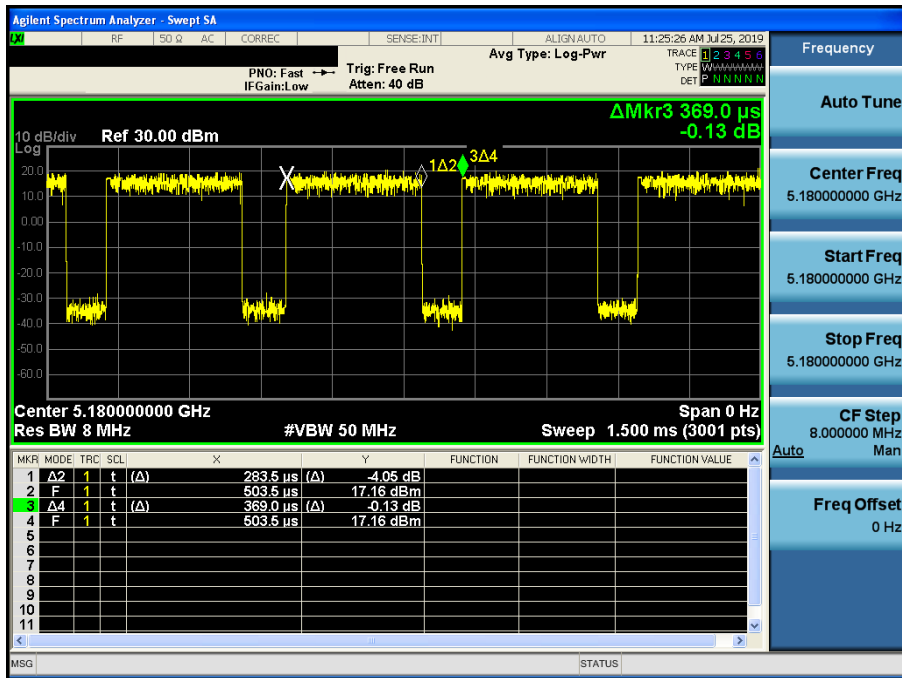 Agilent Spectrum Analyzer - Swept SA
LXI RF 50 Ω AC CORREC SENSE:INT ALIGN AUTO 11:25:26 AM Jul 25, 2019
Frequency
Avg Type: Log-Pwr
TRACE 1 2 3 4 5 6
TYPE WWWWWW
DET P N N N N N
PNO: Fast
IFGain:Low
Trig: Free Run
Atten: 40 dB
Auto Tune
ΔMkr3 369.0 µs
-0.13 dB
10 dB/div Ref 30.00 dBm
Log
20.0
10.0
0.00
-10.0
-20.0
-30.0
-40.0
-50.0
-60.0
X
1Δ2
3Δ4
Center 5.180000000 GHz
Span 0 Hz
Res BW 8 MHz
#VBW 50 MHz
Sweep 1.500 ms (3001 pts)
Center Freq
5.180000000 GHz
Start Freq
5.180000000 GHz
Stop Freq
5.180000000 GHz
CF Step
8.000000 MHz
Auto Man
Freq Offset
0 Hz
MKR MODE TRC SCL X Y FUNCTION FUNCTION WIDTH FUNCTION VALUE
1 Δ2 1 t (Δ) 283.5 µs (Δ) -4.05 dB
2 F 1 t 503.5 µs 17.16 dBm
3 Δ4 1 t (Δ) 369.0 µs (Δ) -0.13 dB
4 F 1 t 503.5 µs 17.16 dBm
5
6
7
8
9
10
11
MSG STATUS